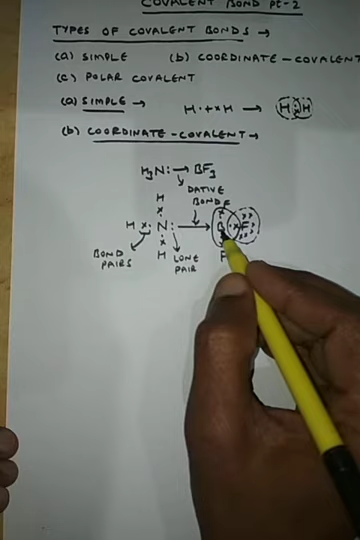 COVALENT BOND Pt-2
TYPES OF COVALENT BONDS →
(a) SIMPLE (b) COORDINATE-COVALENT
(c) POLAR COVALENT
(a) SIMPLE → H·+×H → H H
(b) COORDINATE-COVALENT→
H₃N: → BF₃
DATIVE
BOND F
H
H × · N : → B · × F
BOND
PAIRS
H
LONE
PAIR
F